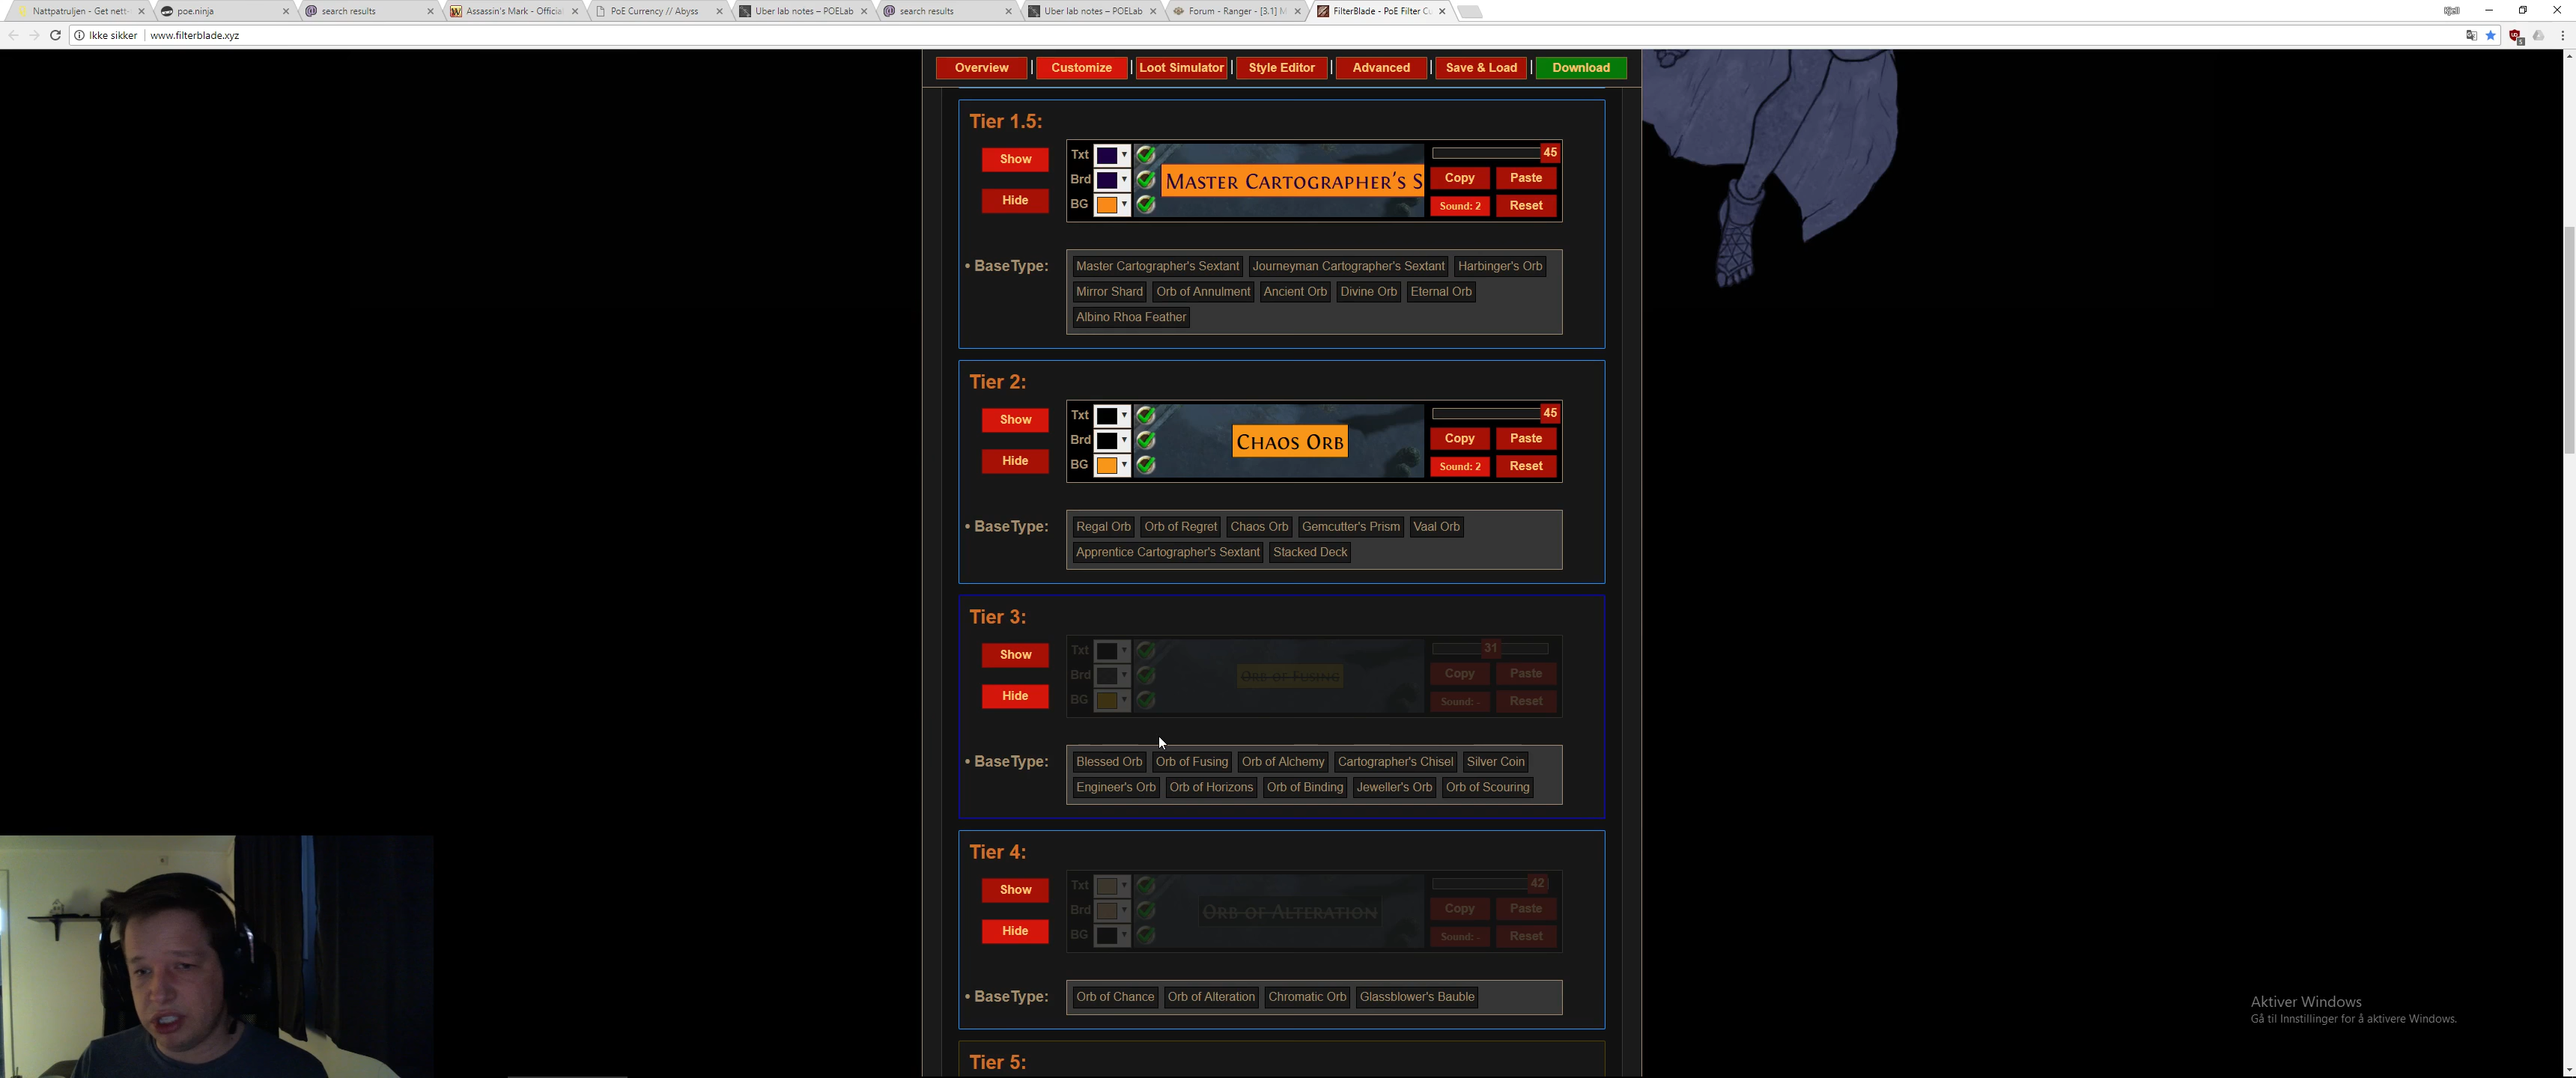 Nattpatruljen - Get nett
poe.ninja
search results
Assassin's Mark - Official
PoE Currency // Abyss
Uber lab notes – POELab
search results
Uber lab notes – POELab
Forum - Ranger - [3.1] M
FilterBlade - PoE Filter C
Ikke sikker www.filterblade.xyz
Overview | Customize | Loot Simulator | Style Editor | Advanced | Save & Load | Download
Tier 1.5:
Show
Hide
Txt
Brd
BG
Master Cartographer's S
45
Copy Paste
Sound: 2 Reset
• BaseType:
Master Cartographer's Sextant Journeyman Cartographer's Sextant Harbinger's Orb
Mirror Shard Orb of Annulment Ancient Orb Divine Orb Eternal Orb
Albino Rhoa Feather
Tier 2:
Show
Hide
Txt
Brd
BG
Chaos Orb
45
Copy Paste
Sound: 2 Reset
• BaseType:
Regal Orb Orb of Regret Chaos Orb Gemcutter's Prism Vaal Orb
Apprentice Cartographer's Sextant Stacked Deck
Tier 3:
Show
Hide
Txt
Brd
BG
Orb of Fusing
31
Copy Paste
Sound: - Reset
• BaseType:
Blessed Orb Orb of Fusing Orb of Alchemy Cartographer's Chisel Silver Coin
Engineer's Orb Orb of Horizons Orb of Binding Jeweller's Orb Orb of Scouring
Tier 4:
Show
Hide
Txt
Brd
BG
Orb of Alteration
42
Copy Paste
Sound: - Reset
• BaseType:
Orb of Chance Orb of Alteration Chromatic Orb Glassblower's Bauble
Tier 5:
Aktiver Windows
Gå til Innstillinger for å aktivere Windows.